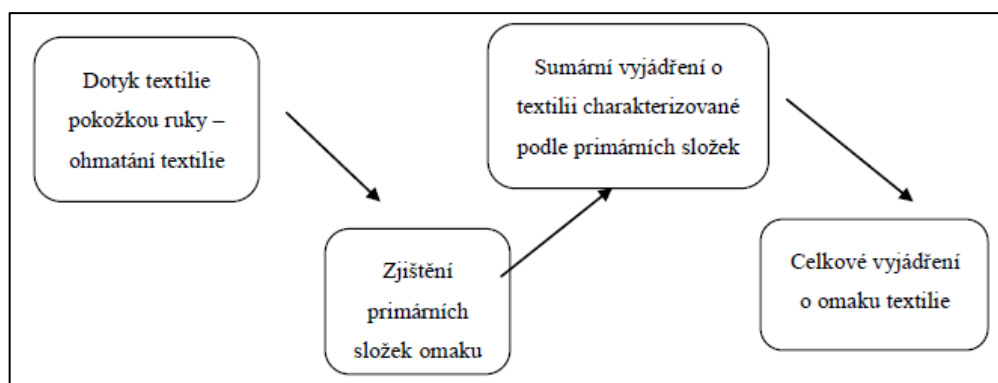 Dotyk textilie
pokožkou ruky –
ohmatání textilie
Zjištění
primárních
složek omaku
Sumární vyjádření o
textilii charakterizované
podle primárních složek
Celkové vyjádření
o omaku textilie